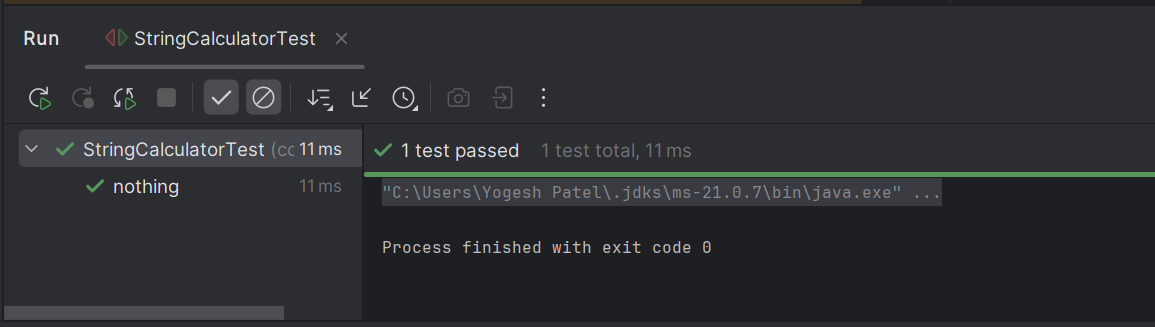 Run StringCalculatorTest
StringCalculatorTest (cc 11 ms
nothing 11 ms
1 test passed 1 test total, 11 ms
"C:\Users\Yogesh Patel\.jdks\ms-21.0.7\bin\java.exe" ...
Process finished with exit code 0